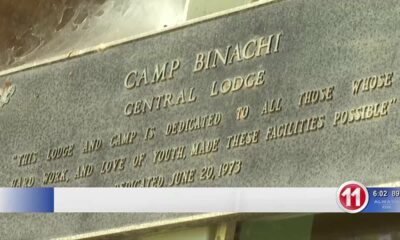 CAMP BINACHI
CENTRAL LODGE
"THIS LODGE AND CAMP IS DEDICATED TO ALL THOSE WHOSE
HARD WORK, AND LOVE OF YOUTH, MADE THESE FACILITIES POSSIBLE"
DEDICATED JUNE 20, 1973
11
6:02 89